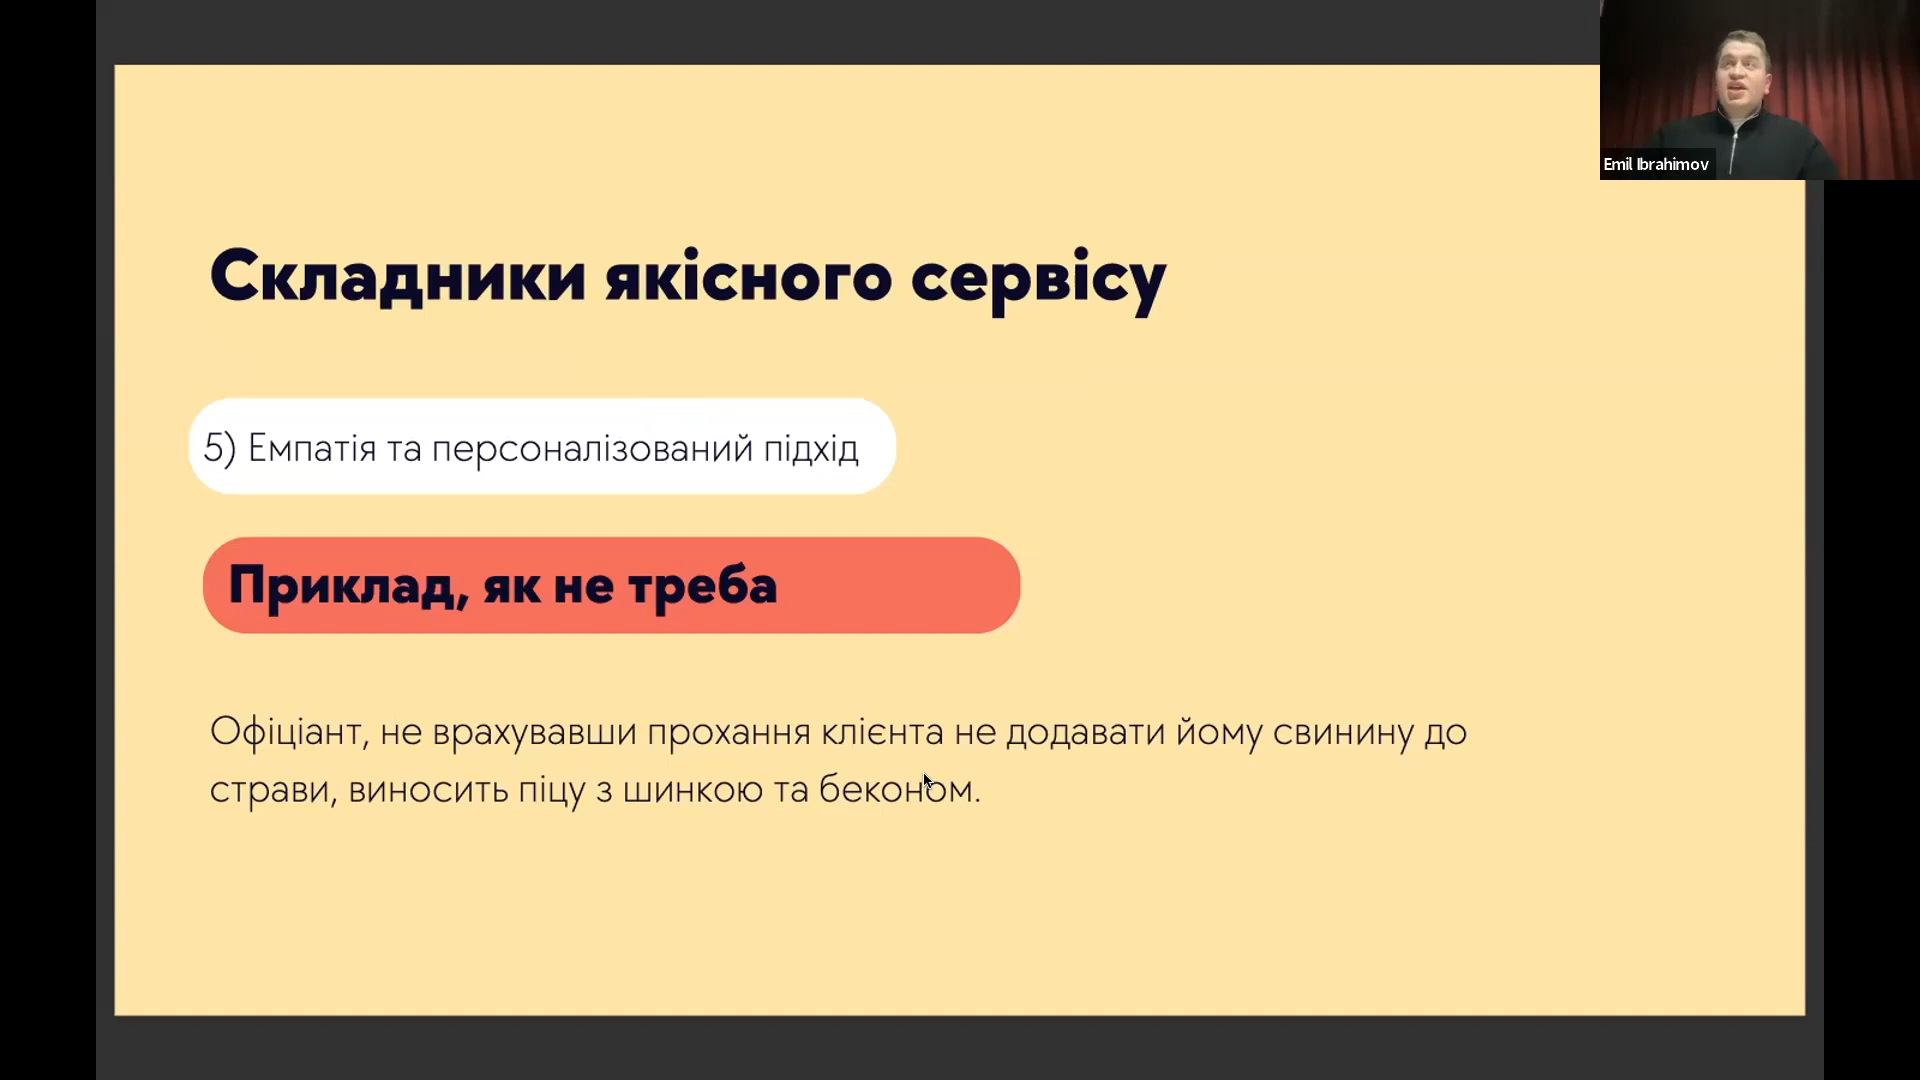 Emil Ibrahimov
Складники якісного сервісу
5) Емпатія та персоналізований підхід
Приклад, як не треба
Офіціант, не врахувавши прохання клієнта не додавати йому свинину до
страви, виносить піцу з шинкою та беконом.